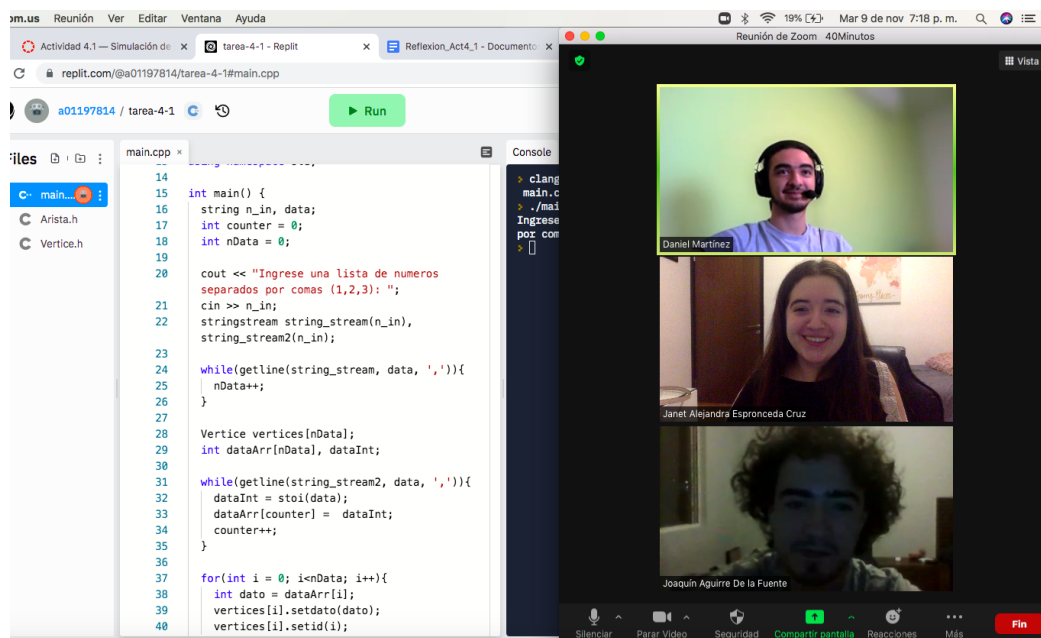 om.us Reunión Ver Editar Ventana Ayuda 19% Mar 9 de nov 7:18 p. m.
Actividad 4.1 — Simulación de × tarea-4-1 - Replit × Reflexion_Act4_1 - Documento ×
replit.com/@a01197814/tarea-4-1#main.cpp
a01197814 / tarea-4-1 Run
Files
main....
Arista.h
Vertice.h
main.cpp ×
14
15 int main() {
16 string n_in, data;
17 int counter = 0;
18 int nData = 0;
19
20 cout << "Ingrese una lista de numeros
separados por comas (1,2,3): ";
21 cin >> n_in;
22 stringstream string_stream(n_in),
string_stream2(n_in);
23
24 while(getline(string_stream, data, ',')){
25 nData++;
26 }
27
28 Vertice vertices[nData];
29 int dataArr[nData], dataInt;
30
31 while(getline(string_stream2, data, ',')){
32 dataInt = stoi(data);
33 dataArr[counter] = dataInt;
34 counter++;
35 }
36
37 for(int i = 0; i<nData; i++){
38 int dato = dataArr[i];
39 vertices[i].setdato(dato);
40 vertices[i].setid(i);
Console
> clang
main.c
> ./mai
Ingrese
por com
>
Reunión de Zoom 40Minutos
Vista
Daniel Martínez
Janet Alejandra Espronceda Cruz
Joaquín Aguirre De la Fuente
Silenciar Parar Video Seguridad Compartir pantalla Reacciones Más Fin